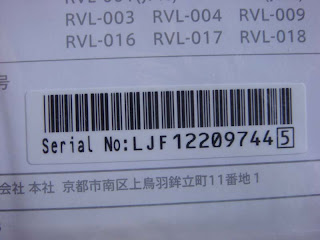 RVL-003 RVL-004 RVL-009
RVL-016 RVL-017 RVL-018
号
Serial No:LJF122097445
会社 本社 京都市南区上鳥羽鉾立町11番地1